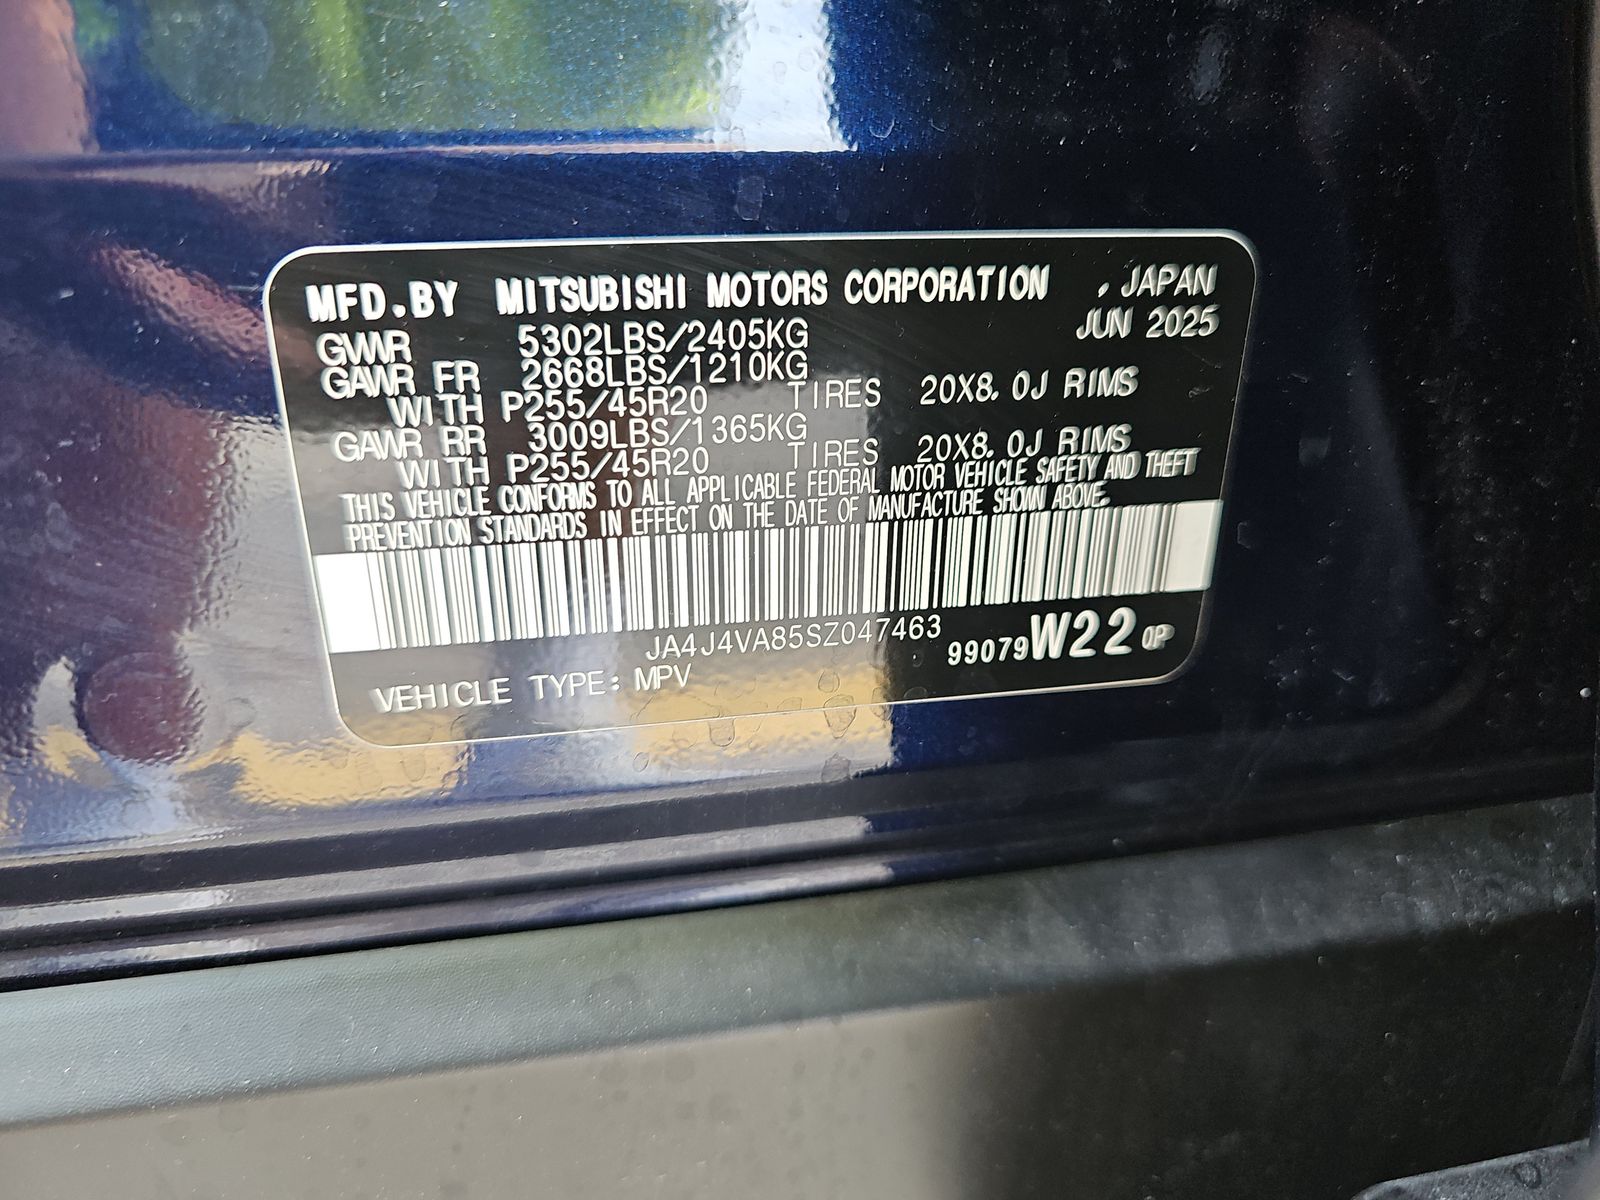 MFD.BY MITSUBISHI MOTORS CORPORATION , JAPAN
GVWR 5302LBS/2405KG JUN 2025
GAWR FR 2668LBS/1210KG
WITH P255/45R20 TIRES 20X8.0J RIMS
GAWR RR 3009LBS/1365KG
WITH P255/45R20 TIRES 20X8.0J RIMS
THIS VEHICLE CONFORMS TO ALL APPLICABLE FEDERAL MOTOR VEHICLE SAFETY AND THEFT
PREVENTION STANDARDS IN EFFECT ON THE DATE OF MANUFACTURE SHOWN ABOVE.
JA4J4VA85SZ047463
VEHICLE TYPE: MPV 99079W22 0P